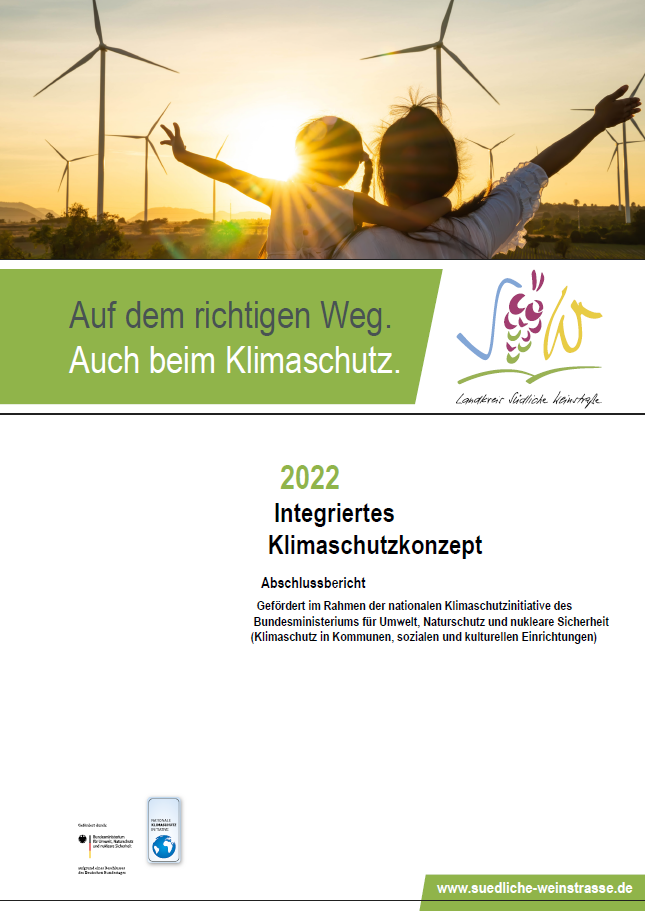 Auf dem richtigen Weg.
Auch beim Klimaschutz.
Landkreis Südliche Weinstraße
2022
Integriertes
Klimaschutzkonzept
Abschlussbericht
Gefördert im Rahmen der nationalen Klimaschutzinitiative des
Bundesministeriums für Umwelt, Naturschutz und nukleare Sicherheit
(Klimaschutz in Kommunen, sozialen und kulturellen Einrichtungen)
Gefördert durch:
Bundesministerium
für Umwelt, Naturschutz
und nukleare Sicherheit
aufgrund eines Beschlusses
des Deutschen Bundestages
NATIONALE
KLIMASCHUTZ
INITIATIVE
www.suedliche-weinstrasse.de